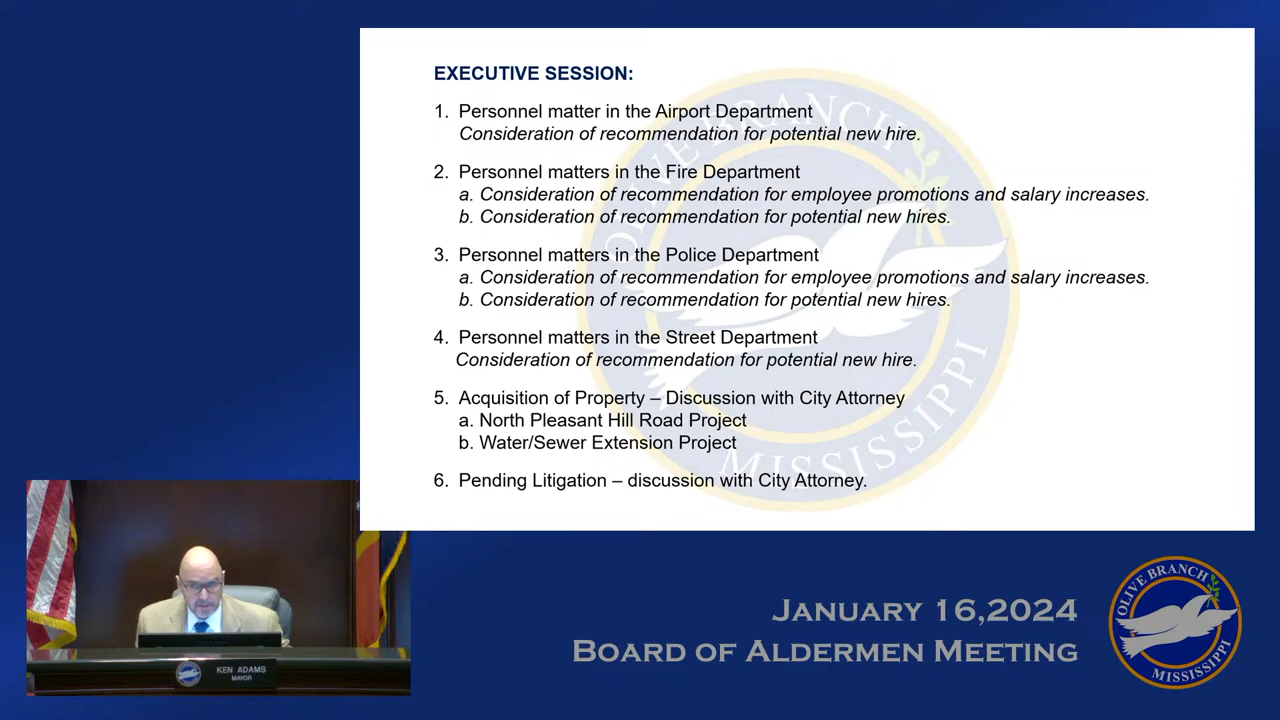 EXECUTIVE SESSION:
1. Personnel matter in the Airport Department
Consideration of recommendation for potential new hire.
2. Personnel matters in the Fire Department
a. Consideration of recommendation for employee promotions and salary increases.
b. Consideration of recommendation for potential new hires.
3. Personnel matters in the Police Department
a. Consideration of recommendation for employee promotions and salary increases.
b. Consideration of recommendation for potential new hires.
4. Personnel matters in the Street Department
Consideration of recommendation for potential new hire.
5. Acquisition of Property – Discussion with City Attorney
a. North Pleasant Hill Road Project
b. Water/Sewer Extension Project
6. Pending Litigation – discussion with City Attorney.
OLIVE BRANCH
MISSISSIPPI
KEN ADAMS
MAYOR
JANUARY 16,2024
BOARD OF ALDERMEN MEETING
OLIVE BRANCH
MISSISSIPPI